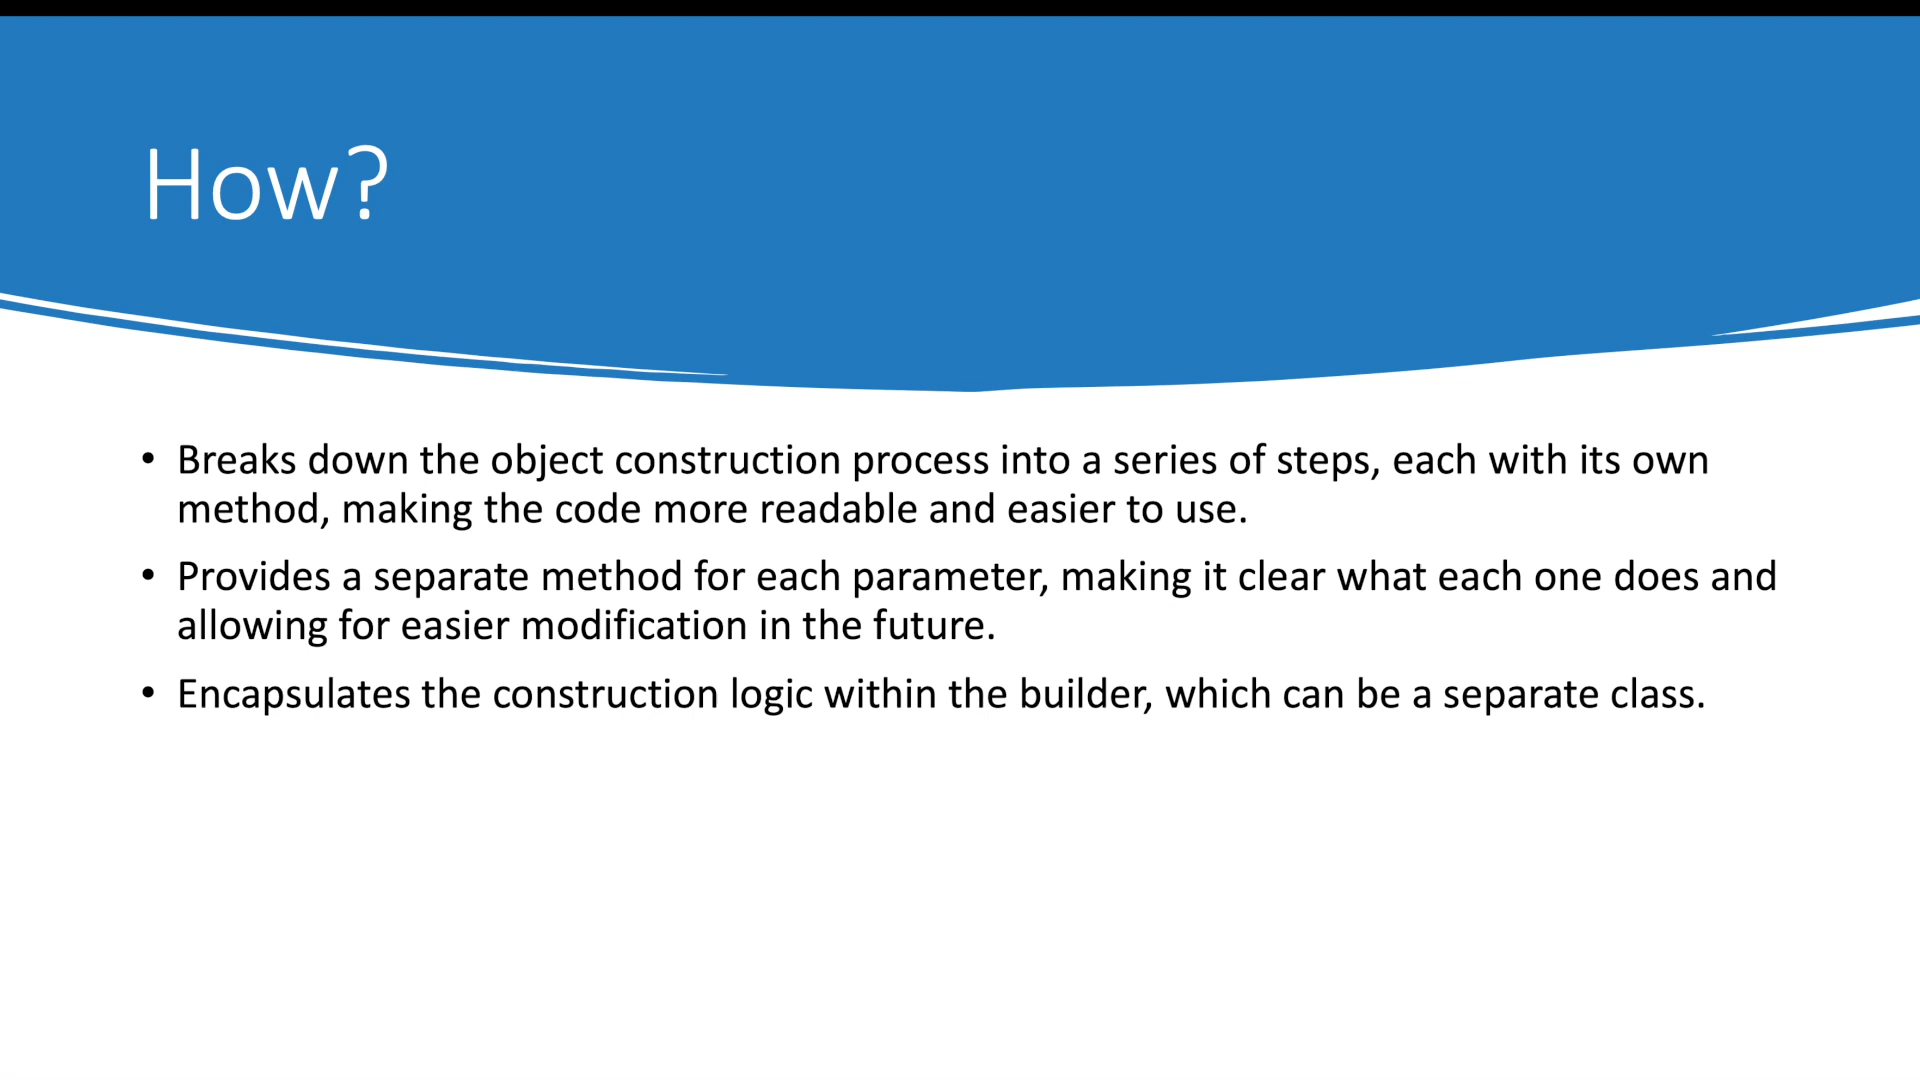 How?
• Breaks down the object construction process into a series of steps, each with its own
method, making the code more readable and easier to use.
• Provides a separate method for each parameter, making it clear what each one does and
allowing for easier modification in the future.
• Encapsulates the construction logic within the builder, which can be a separate class.